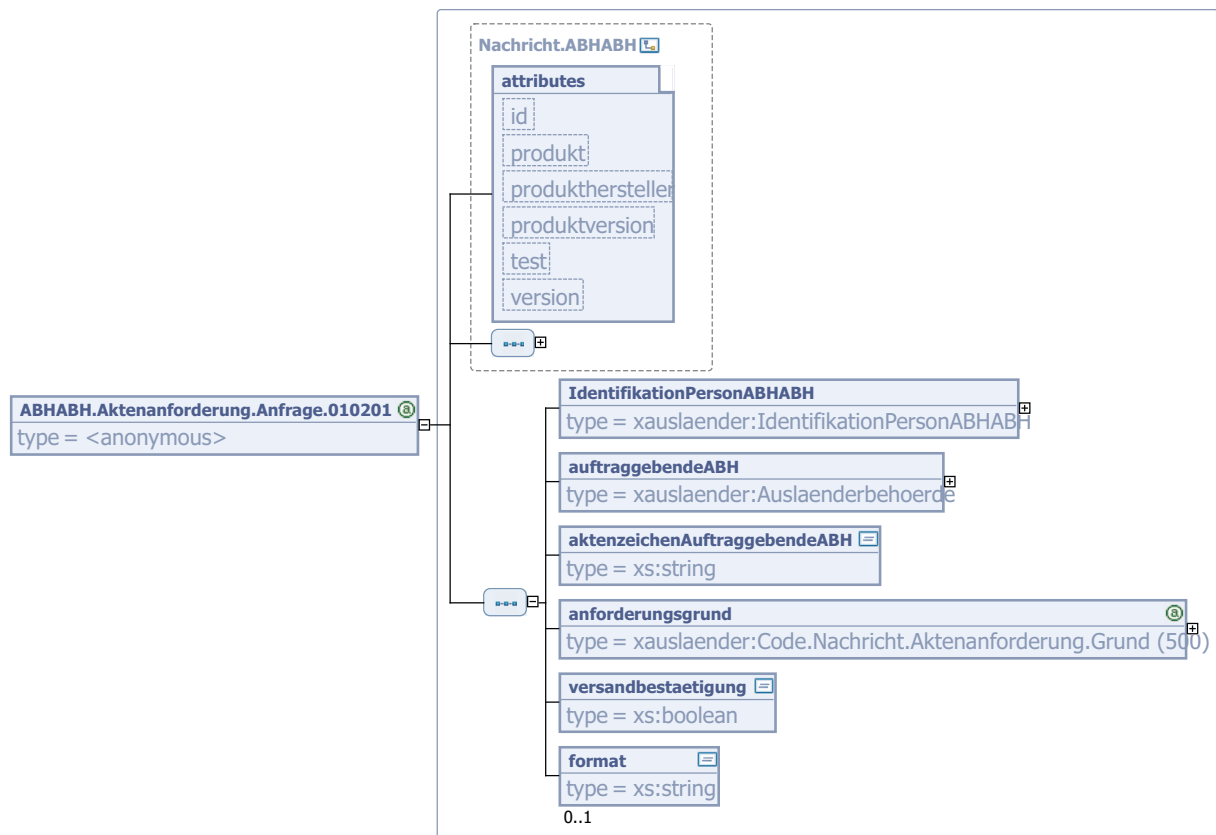 Nachricht.ABHABH
attributes
id
produkt
produkthersteller
produktversion
test
version
ABHABH.Aktenanforderung.Anfrage.010201 a
type = <anonymous>
IdentifikationPersonABHABH
type = xauslaender:IdentifikationPersonABHABH
auftraggebendeABH
type = xauslaender:Auslaenderbehoerde
aktenzeichenAuftraggebendeABH
type = xs:string
anforderungsgrund a
type = xauslaender:Code.Nachricht.Aktenanforderung.Grund (500)
versandbestaetigung
type = xs:boolean
format
type = xs:string
0..1